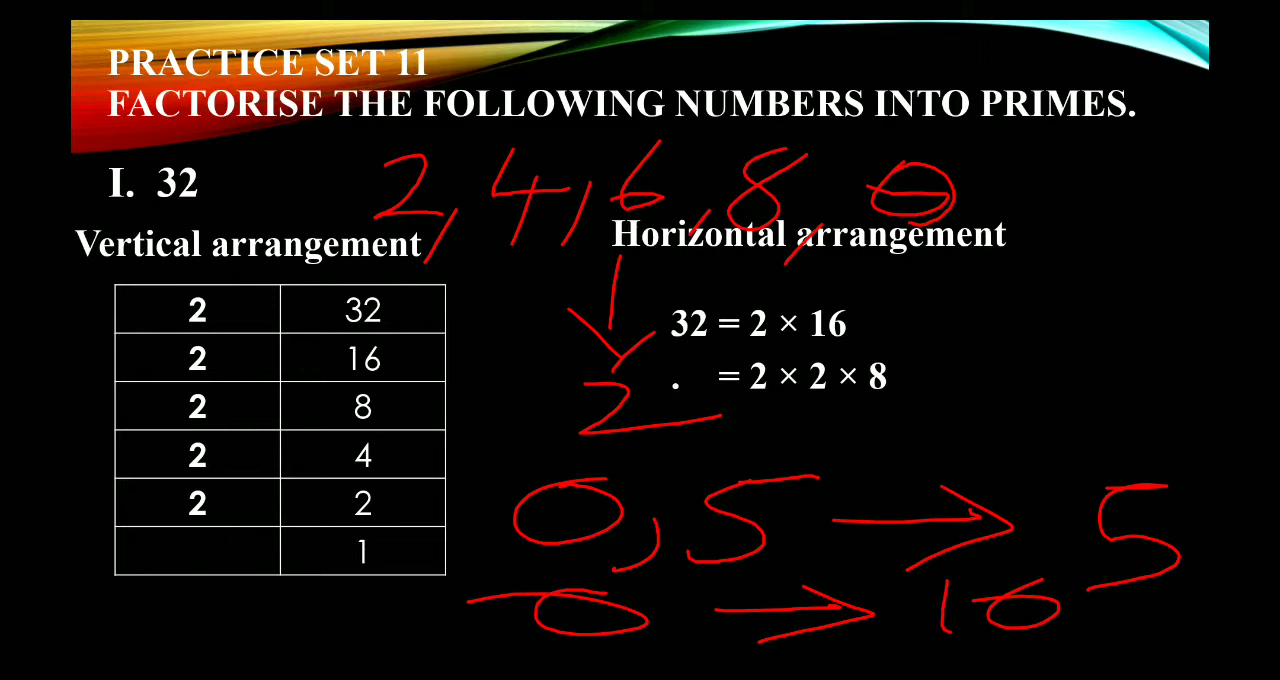 PRACTICE SET 11
FACTORISE THE FOLLOWING NUMBERS INTO PRIMES.
I. 32
2, 4, 6, 8, 0
Vertical arrangement
2 32
2 16
2 8
2 4
2 2
1
Horizontal arrangement
32 = 2 × 16
. = 2 × 2 × 8
2
0, 5 → 5
0 → 10